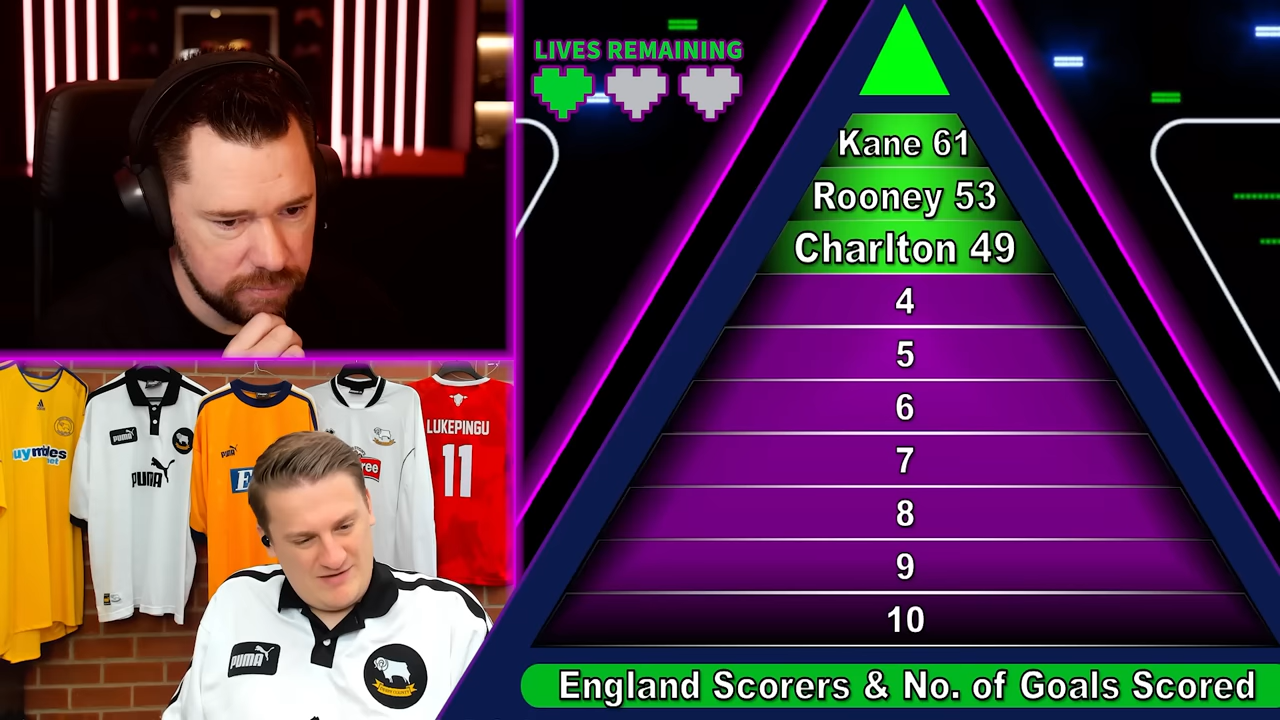 LIVES REMAINING
Kane 61
Rooney 53
Charlton 49
4
5
6
7
8
9
10
England Scorers & No. of Goals Scored
PUMA
PUMA
LUKEPINGU
11
PUMA